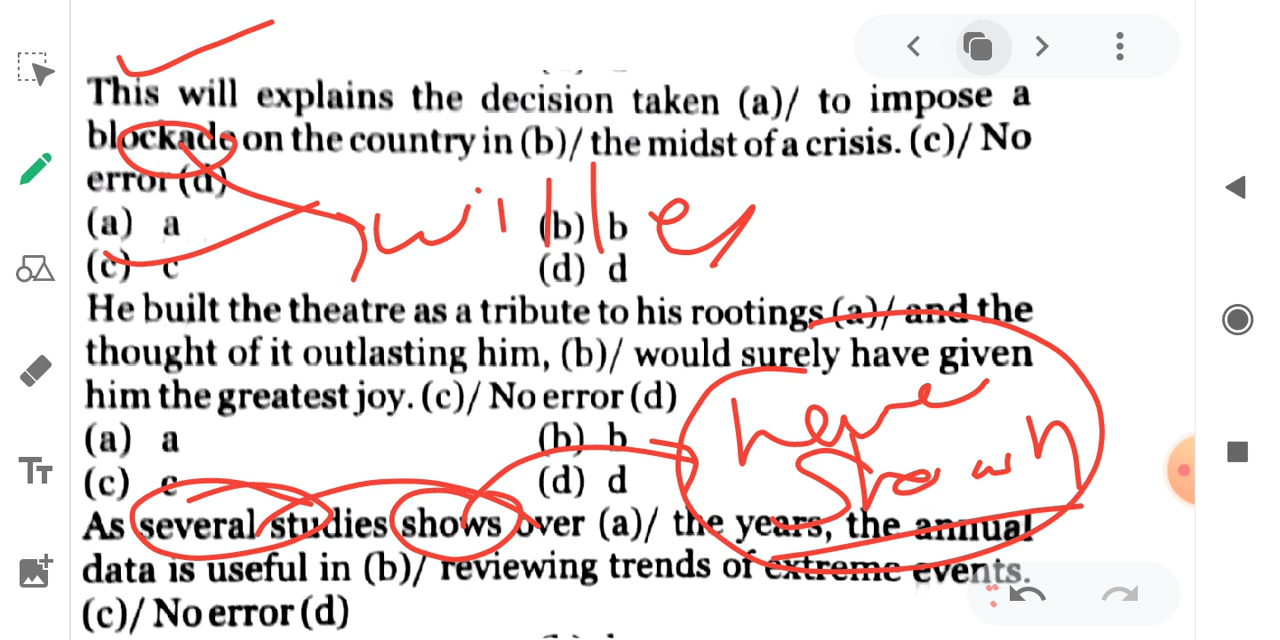 This will explains the decision taken (a)/ to impose a
blockade on the country in (b)/ the midst of a crisis. (c)/ No
error (d)
(a) a (b) b
(c) c (d) d
will
He built the theatre as a tribute to his rootings (a)/ and the
thought of it outlasting him, (b)/ would surely have given
him the greatest joy. (c)/ No error (d)
(a) a (b) b
(c) c (d) d
have
As several studies shows over (a)/ the years, the annual
data is useful in (b)/ reviewing trends of extreme events.
(c)/ No error (d)
Tт